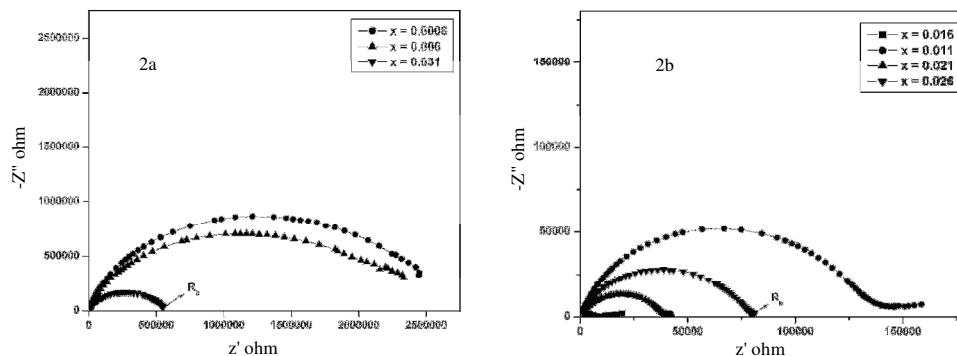 2a
x = 0.006
x = 0.031
-Z" ohm
2500000
2000000
1500000
1000000
500000
0
0
500000
1000000
1500000
2000000
2500000
z' ohm
2b
x = 0.016
x = 0.011
x = 0.021
x = 0.026
-Z" ohm
150000
100000
50000
0
0
50000
100000
150000
z' ohm
R_b